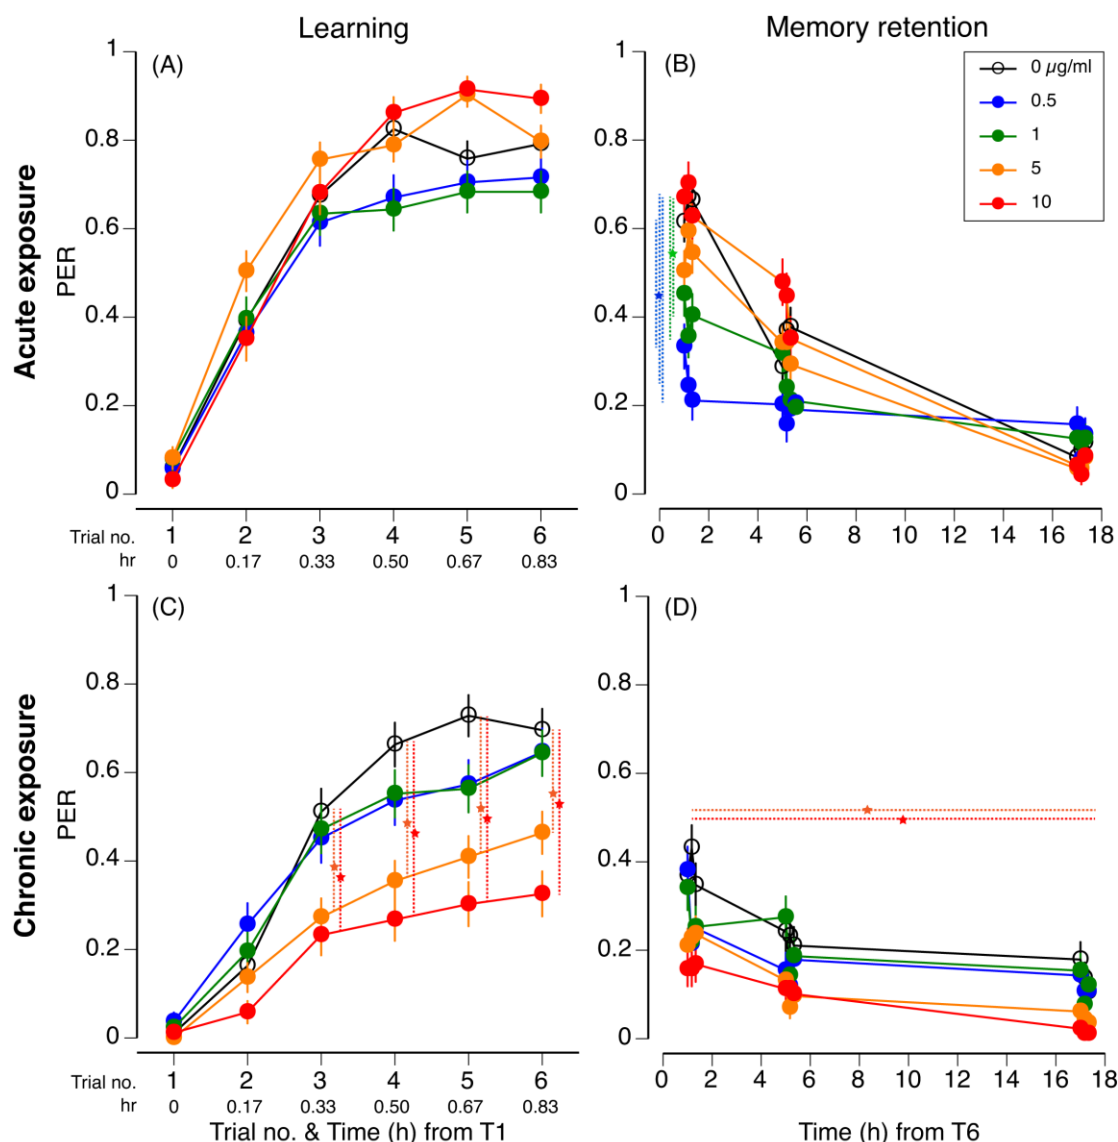 Learning
Memory retention
Acute exposure
Chronic exposure
(A)
PER
1
0.8
0.6
0.4
0.2
0
Trial no. 1 2 3 4 5 6
hr 0 0.17 0.33 0.50 0.67 0.83
(B)
1
0.8
0.6
0.4
0.2
0
0 2 4 6 8 10 12 14 16 18
0 µg/ml
0.5
1
5
10
(C)
PER
1
0.8
0.6
0.4
0.2
0
Trial no. 1 2 3 4 5 6
hr 0 0.17 0.33 0.50 0.67 0.83
Trial no. & Time (h) from T1
(D)
1
0.8
0.6
0.4
0.2
0
0 2 4 6 8 10 12 14 16 18
Time (h) from T6